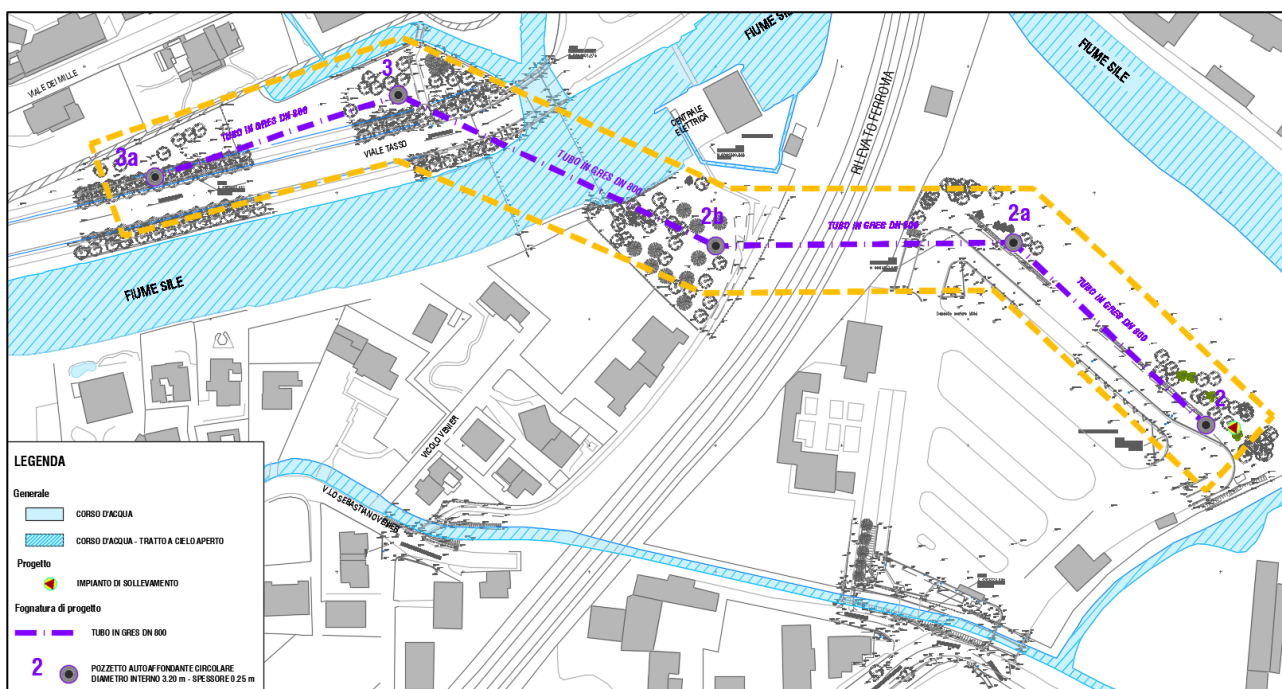 FIUME SILE
FIUME SILE
VIALE DEI MILLE
3
TUBO IN GRES DN 800
3a
VIALE TASSO
CENTRALE
ELETTRICA
RILEVATO FERROMA
TUBO IN GRES DN 800
2b
TUBO IN GRES DN 800
2a
TUBO IN GRES DN 800
FIUME SILE
2
VICOLO VENIER
V.LO SEBASTIANO VENIER
LEGENDA
Generale
CORSO D'ACQUA
CORSO D'ACQUA - TRATTO A CIELO APERTO
Progetto
IMPIANTO DI SOLLEVAMENTO
Fognatura di progetto
TUBO IN GRES DN 800
2
POZZETTO AUTOAFFONDANTE CIRCOLARE
DIAMETRO INTERNO 3.20 m - SPESSORE 0.25 m